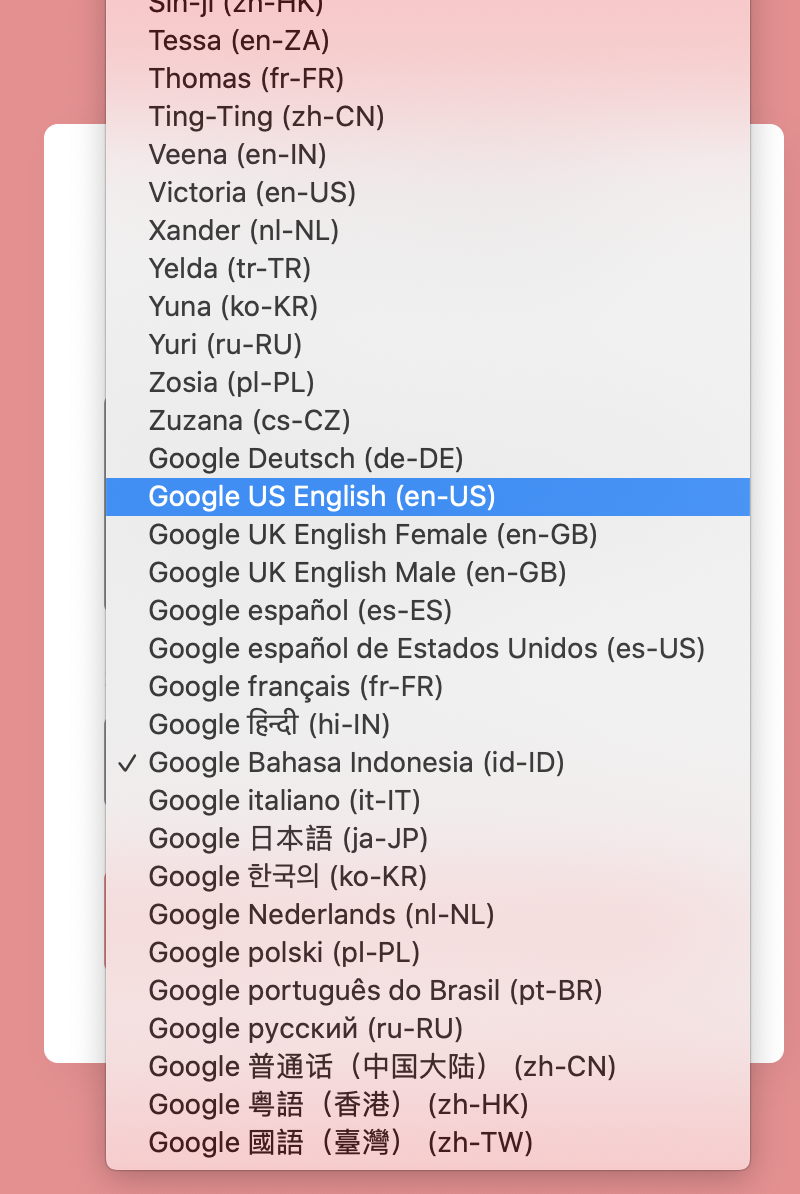 Sin-ji (zh-HK)
Tessa (en-ZA)
Thomas (fr-FR)
Ting-Ting (zh-CN)
Veena (en-IN)
Victoria (en-US)
Xander (nl-NL)
Yelda (tr-TR)
Yuna (ko-KR)
Yuri (ru-RU)
Zosia (pl-PL)
Zuzana (cs-CZ)
Google Deutsch (de-DE)
Google US English (en-US)
Google UK English Female (en-GB)
Google UK English Male (en-GB)
Google español (es-ES)
Google español de Estados Unidos (es-US)
Google français (fr-FR)
Google हिन्दी (hi-IN)
✓ Google Bahasa Indonesia (id-ID)
Google italiano (it-IT)
Google 日本語 (ja-JP)
Google 한국의 (ko-KR)
Google Nederlands (nl-NL)
Google polski (pl-PL)
Google português do Brasil (pt-BR)
Google русский (ru-RU)
Google 普通话（中国大陆） (zh-CN)
Google 粤語（香港） (zh-HK)
Google 國語（臺灣） (zh-TW)